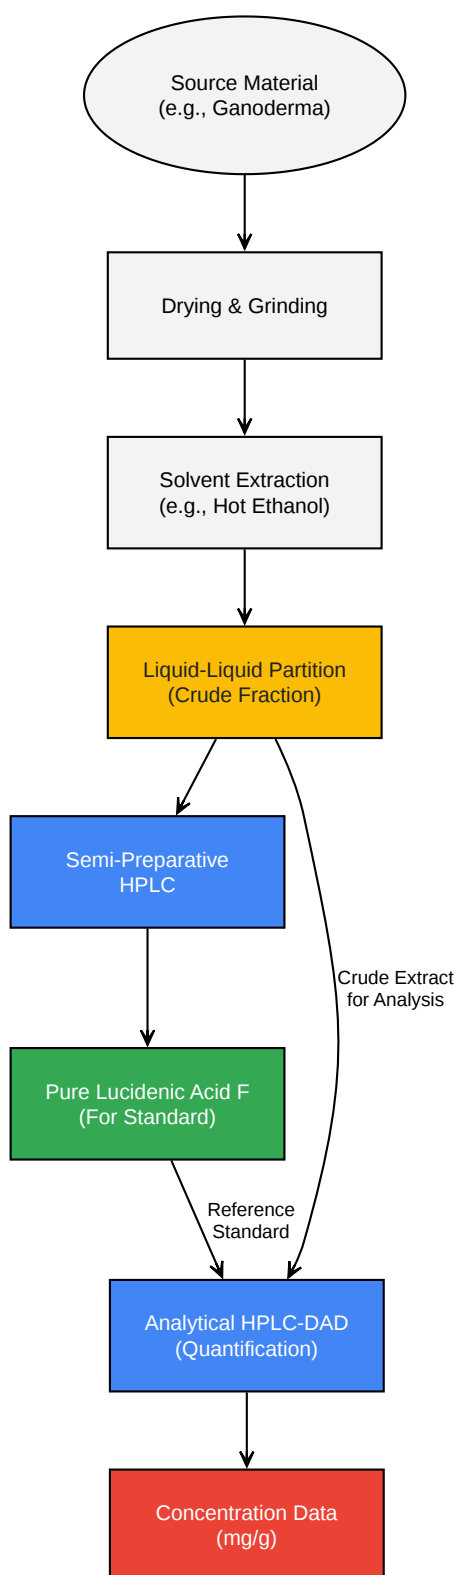 Source Material
(e.g., Ganoderma)
Drying & Grinding
Solvent Extraction
(e.g., Hot Ethanol)
Liquid-Liquid Partition
(Crude Fraction)
Semi-Preparative
HPLC
Crude Extract
for Analysis
Pure Lucidenic Acid F
(For Standard)
Reference
Standard
Analytical HPLC-DAD
(Quantification)
Concentration Data
(mg/g)